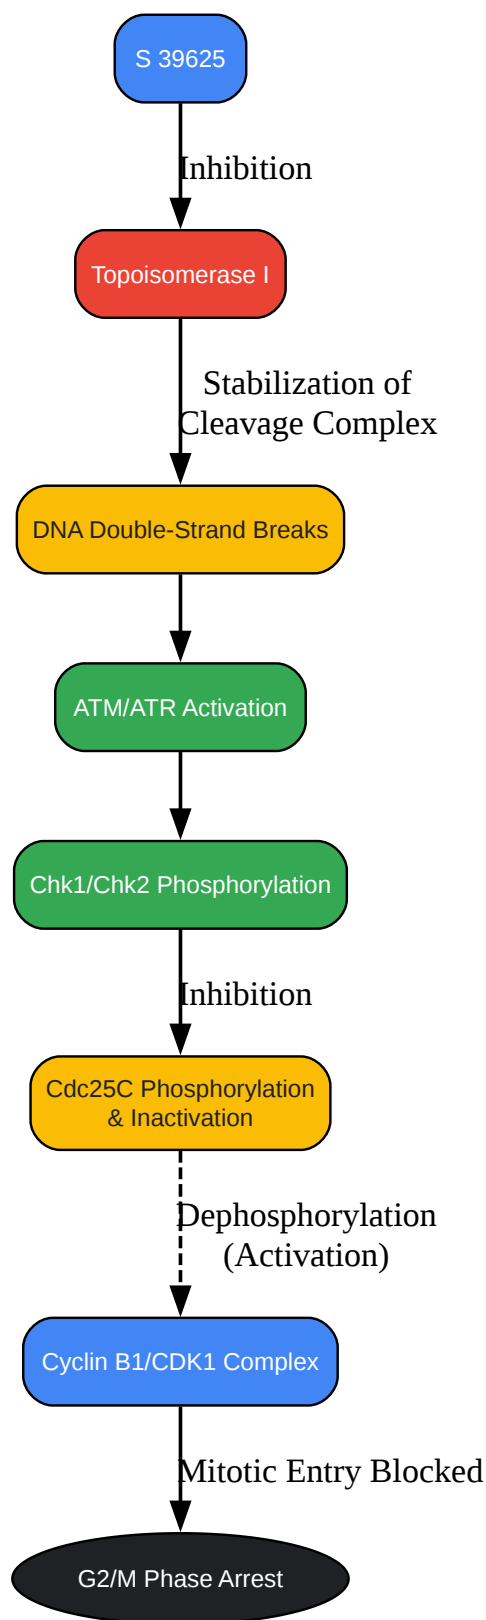 S 39625
Inhibition
Topoisomerase I
Stabilization of
Cleavage Complex
DNA Double-Strand Breaks
ATM/ATR Activation
Chk1/Chk2 Phosphorylation
Inhibition
Cdc25C Phosphorylation
& Inactivation
Dephosphorylation
(Activation)
Cyclin B1/CDK1 Complex
Mitotic Entry Blocked
G2/M Phase Arrest